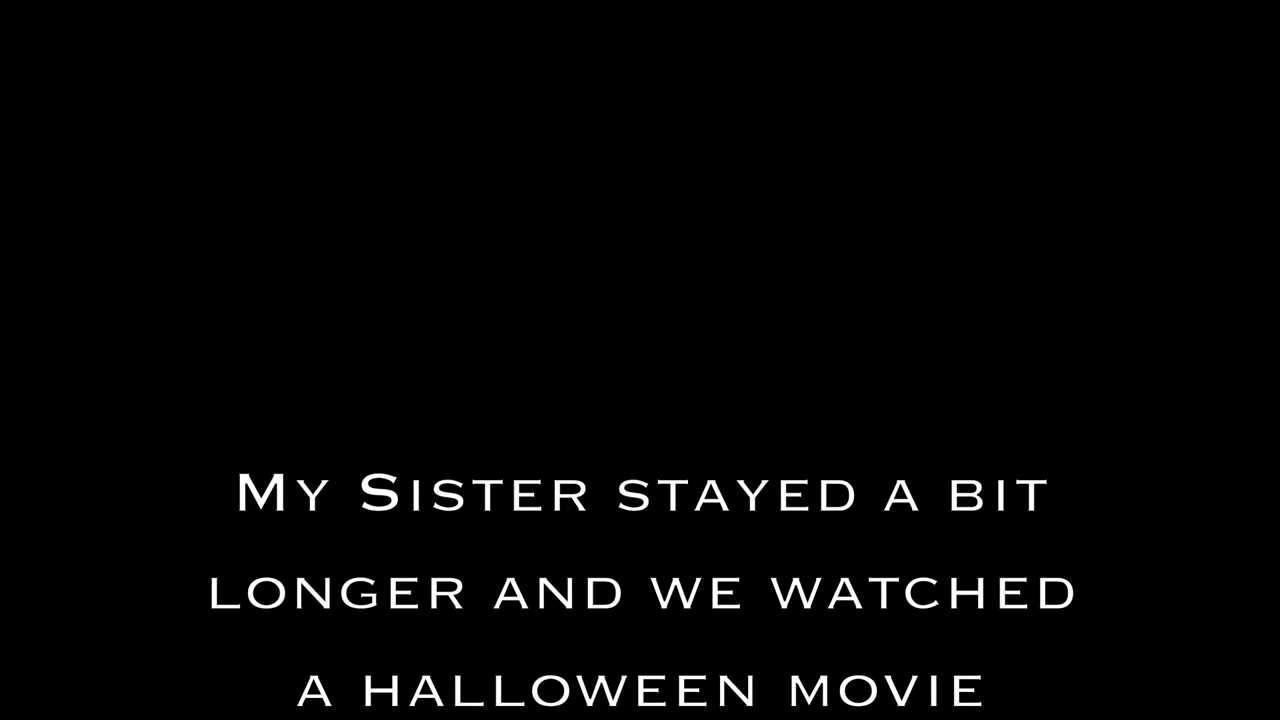 My Sister stayed a bit
longer and we watched
a halloween movie